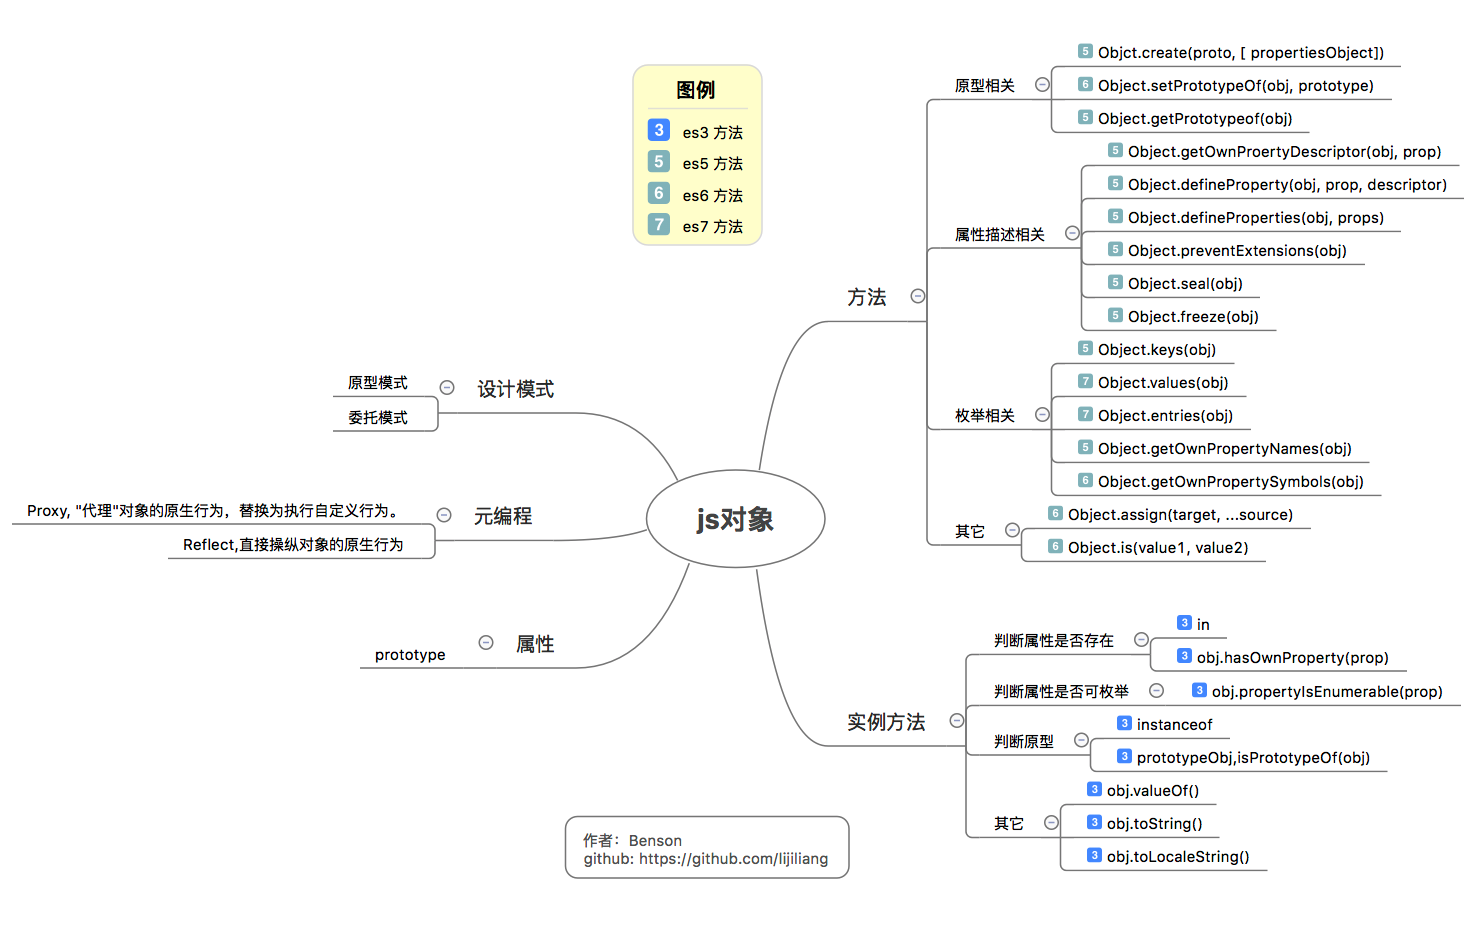 图例
3 es3 方法
5 es5 方法
6 es6 方法
7 es7 方法
js对象
方法
原型相关
5 Objct.create(proto, [ propertiesObject])
6 Object.setPrototypeOf(obj, prototype)
5 Object.getPrototypeof(obj)
属性描述相关
5 Object.getOwnProertyDescriptor(obj, prop)
5 Object.defineProperty(obj, prop, descriptor)
5 Object.defineProperties(obj, props)
5 Object.preventExtensions(obj)
5 Object.seal(obj)
5 Object.freeze(obj)
枚举相关
5 Object.keys(obj)
7 Object.values(obj)
7 Object.entries(obj)
5 Object.getOwnPropertyNames(obj)
6 Object.getOwnPropertySymbols(obj)
其它
6 Object.assign(target, ...source)
6 Object.is(value1, value2)
实例方法
判断属性是否存在
3 in
3 obj.hasOwnProperty(prop)
判断属性是否可枚举
3 obj.propertyIsEnumerable(prop)
判断原型
3 instanceof
3 prototypeObj,isPrototypeOf(obj)
其它
3 obj.valueOf()
3 obj.toString()
3 obj.toLocaleString()
设计模式
原型模式
委托模式
元编程
Proxy, "代理"对象的原生行为，替换为执行自定义行为。
Reflect,直接操纵对象的原生行为
属性
prototype
作者：Benson
github: https://github.com/lijiliang